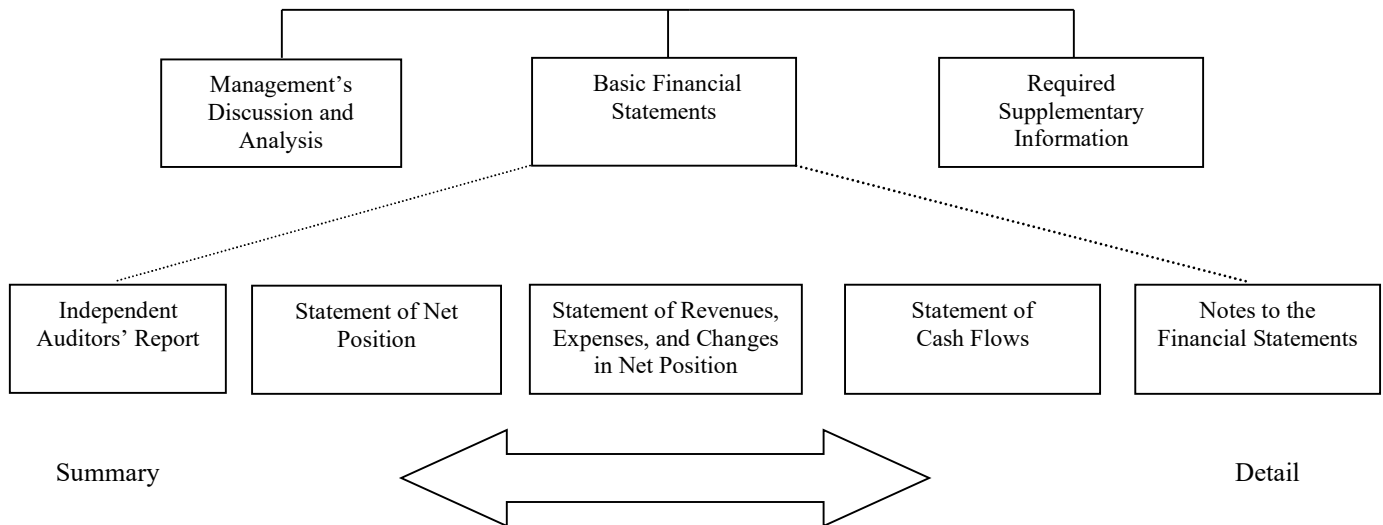 Management’s
Discussion and
Analysis
Basic Financial
Statements
Required
Supplementary
Information
Independent
Auditors’ Report
Statement of Net
Position
Statement of Revenues,
Expenses, and Changes
in Net Position
Statement of
Cash Flows
Notes to the
Financial Statements
Summary
Detail